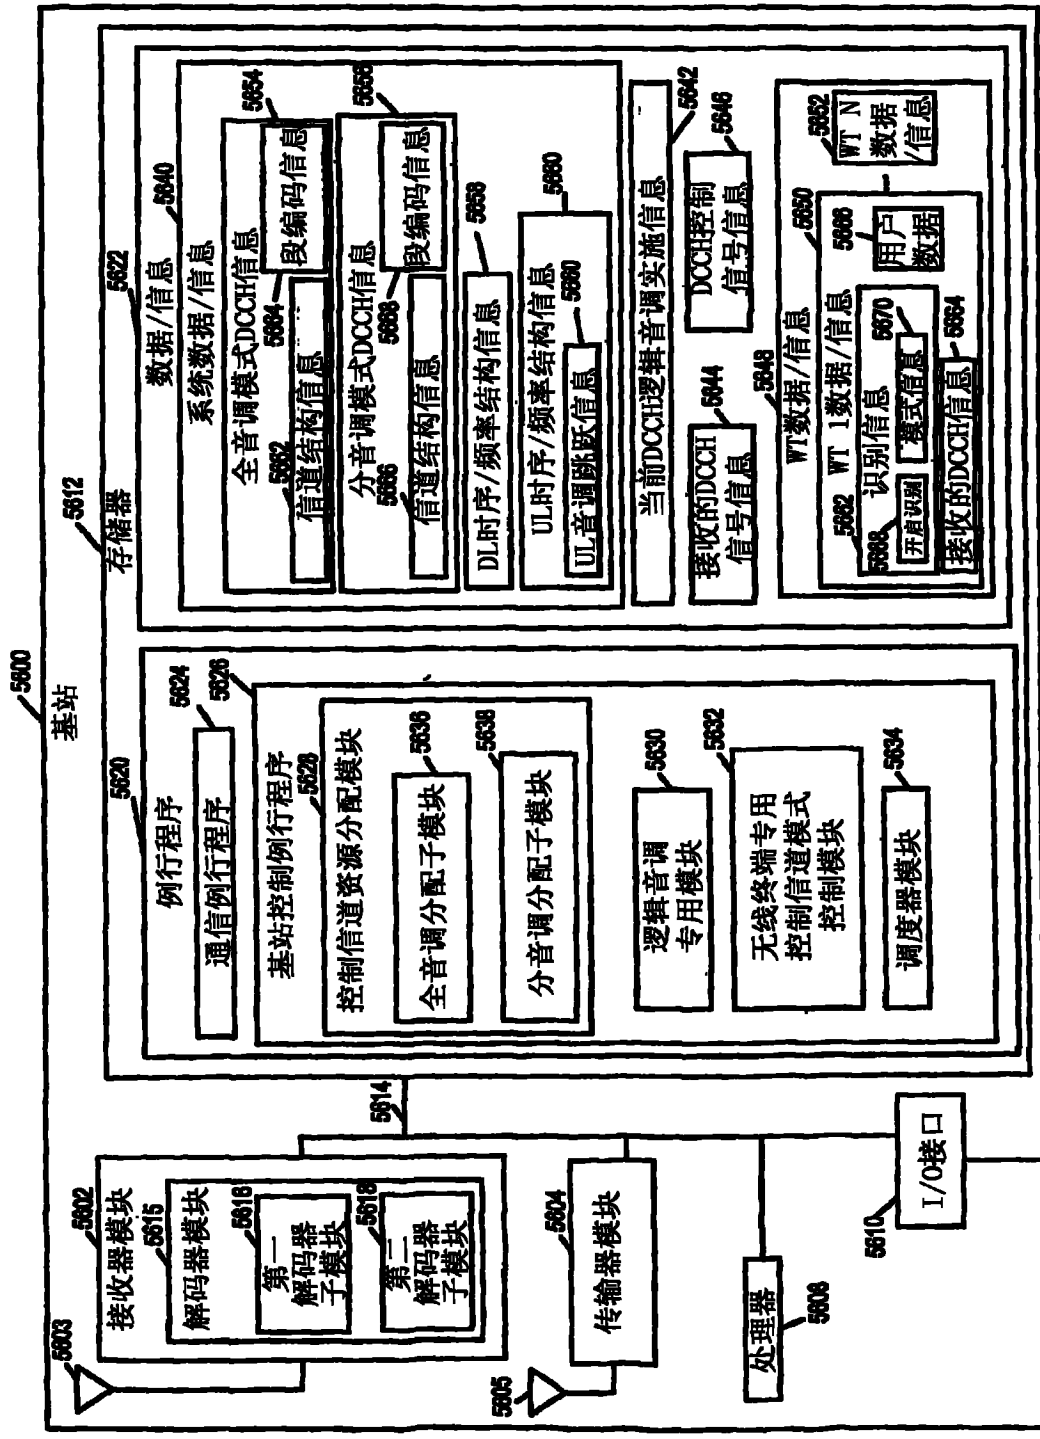 5600
基站
5603
5602
接收器模块
5615
解码器模块
5616
第一
解码器
子模块
5618
第二
解码器
子模块
5605
5604
传输器模块
处理器
5608
5610
I/O接口
5614
5612
存储器
5620
例行程序
5624
通信例行程序
5626
基站控制例行程序
5628
控制信道资源分配模块
5636
全音调分配子模块
5638
分音调分配子模块
5630
逻辑音调
专用模块
5632
无线终端专用
控制信道模式
控制模块
5634
调度器模块
5622
数据/信息
5640
系统数据/信息
全音调模式DCCH信息
5654
5662
信道结构信息
5664
段编码信息
分音调模式DCCH信息
5656
5666
信道结构信息
5668
段编码信息
DL时序/频率结构信息
5658
UL时序/频率结构信息
5660
UL音调跳跃信息
5660
当前DCCH逻辑音调实施信息
5642
接收的DCCH
信号信息
5644
DCCH控制
信号信息
5646
5648
WT数据/信息
5650
WT 1数据/信息
5652
WT N
数据
/信息
5662
识别信息
5668
开启识别
5670
模式信息
5664
接收的DCCH信息
5666
用户
数据